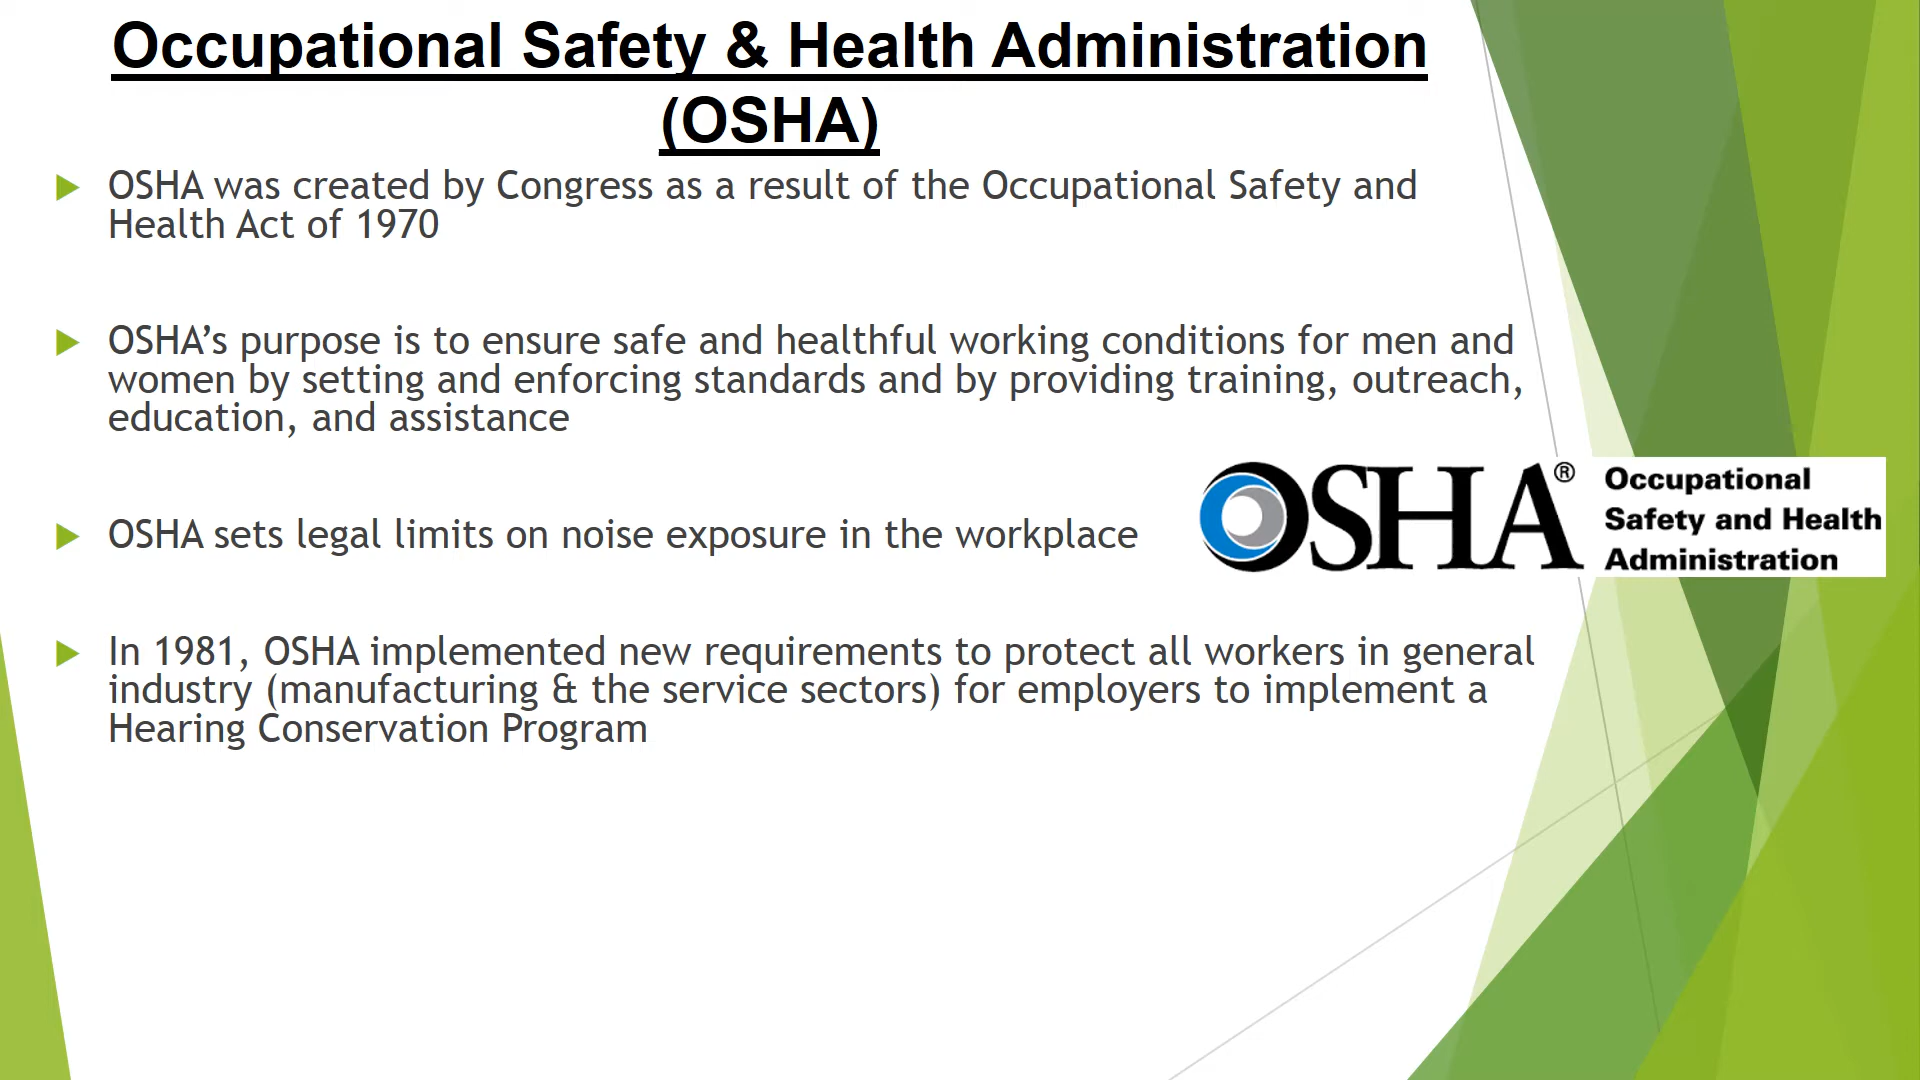 Occupational Safety & Health Administration
(OSHA)
OSHA was created by Congress as a result of the Occupational Safety and
Health Act of 1970
OSHA’s purpose is to ensure safe and healthful working conditions for men and
women by setting and enforcing standards and by providing training, outreach,
education, and assistance
OSHA sets legal limits on noise exposure in the workplace
OSHA®
Occupational
Safety and Health
Administration
In 1981, OSHA implemented new requirements to protect all workers in general
industry (manufacturing & the service sectors) for employers to implement a
Hearing Conservation Program